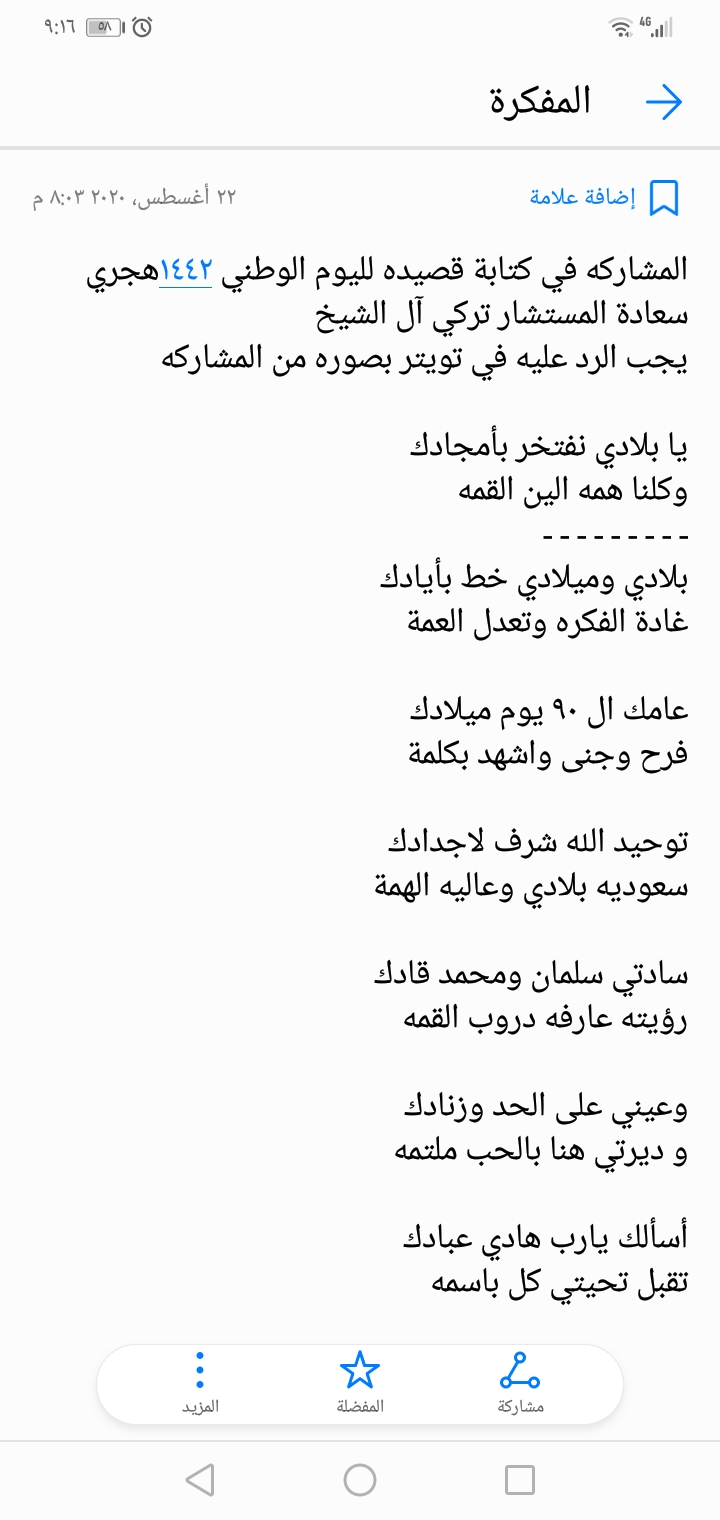 ٩:١٦ ٥٨ 4G
المفكرة
إضافة علامة
٢٢ أغسطس، ٢٠٢٠ ٨:٠٣ م
المشاركه في كتابة قصيده لليوم الوطني ١٤٤٢هجري
سعادة المستشار تركي آل الشيخ
يجب الرد عليه في تويتر بصوره من المشاركه
يا بلادي نفتخر بأمجادك
وكلنا همه الين القمه
---------
بلادي وميلادي خط بأيادك
غادة الفكره وتعدل العمة
عامك ال ٩٠ يوم ميلادك
فرح وجنى واشهد بكلمة
توحيد الله شرف لاجدادك
سعوديه بلادي وعاليه الهمة
سادتي سلمان ومحمد قادك
رؤيته عارفه دروب القمه
وعيني على الحد وزنادك
و ديرتي هنا بالحب ملتمه
أسألك يارب هادي عبادك
تقبل تحيتي كل باسمه
مشاركة
المفضلة
المزيد